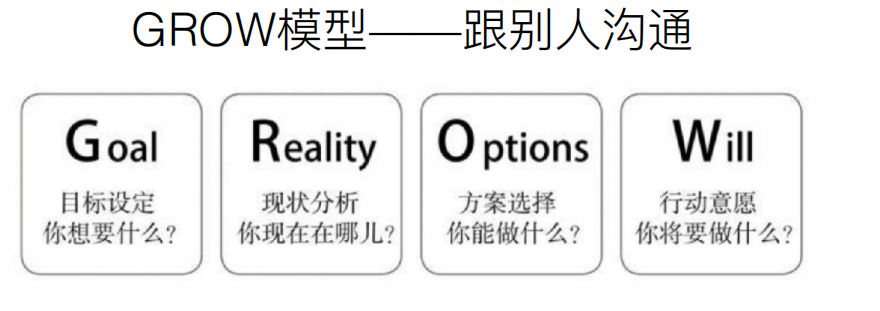 GROW模型——跟别人沟通
Goal
目标设定
你想要什么?
Reality
现状分析
你现在在哪儿?
Options
方案选择
你能做什么?
Will
行动意愿
你将要做什么?